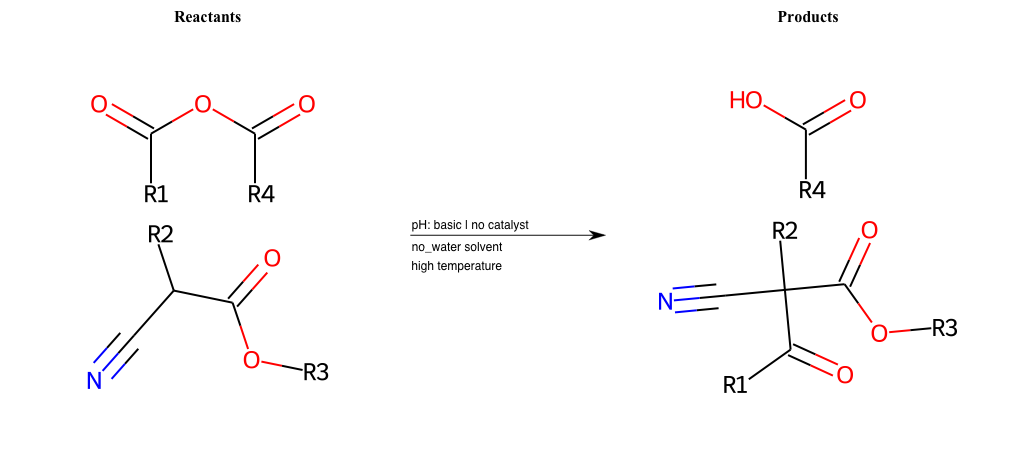 Reactants
Products
O O O
R1 R4
HO O
R4
R2
O
N
O
R3
pH: basic | no catalyst
no_water solvent
high temperature
R2
O
N
O
R3
R1
O